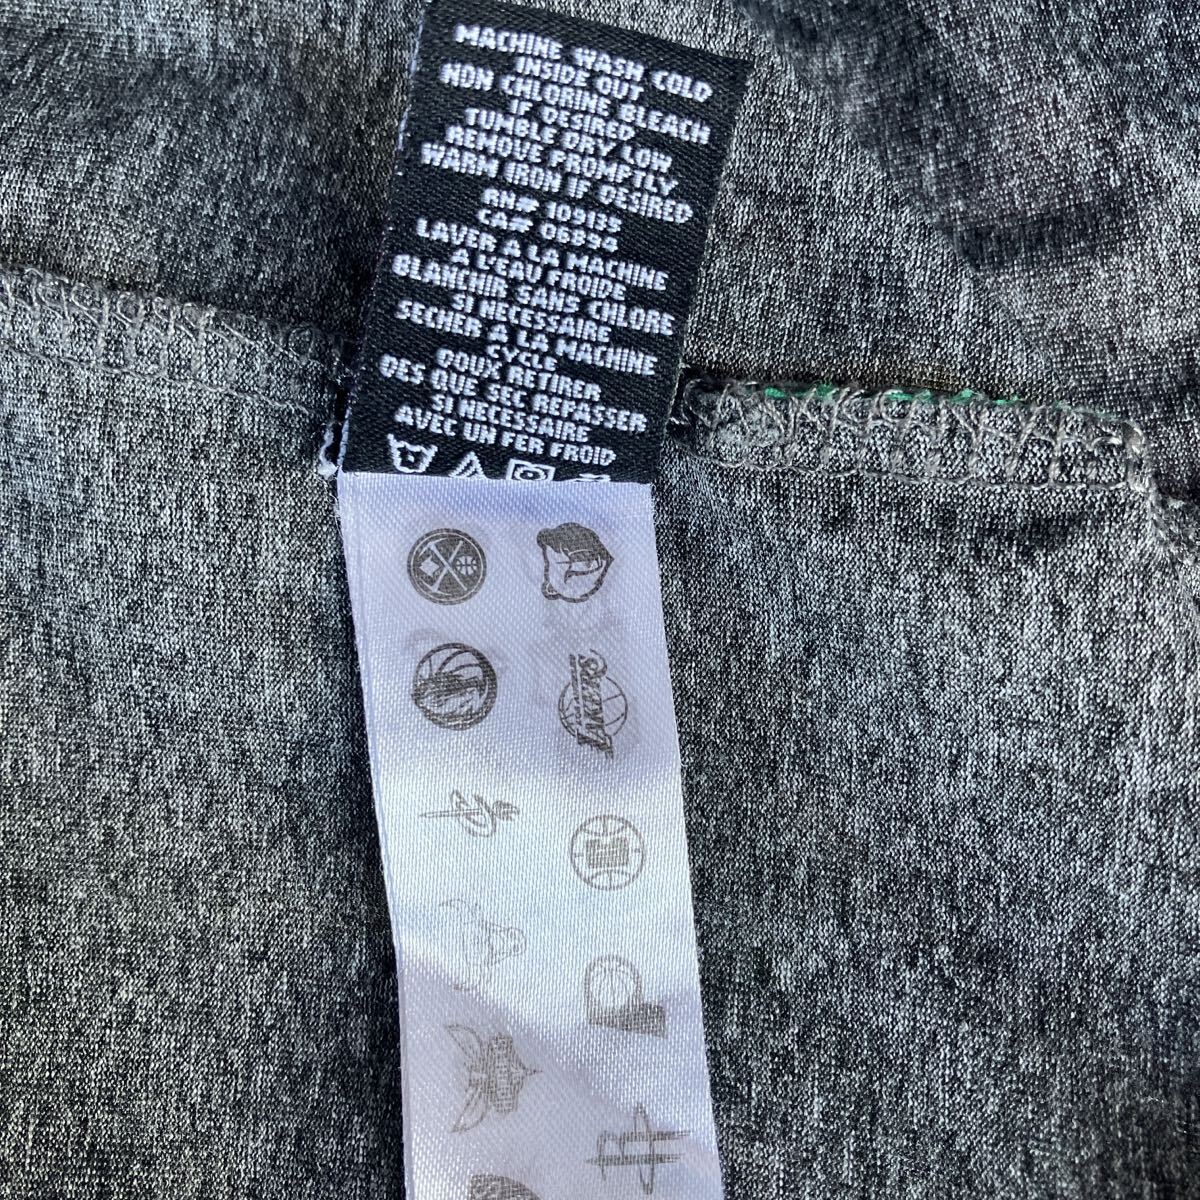 MACHINE WASH COLD
INSIDE OUT
NON CHLORINE BLEACH
IF DESIRED
TUMBLE DRY LOW
REMOVE PROMPTLY
WARM IRON IF DESIRED
RN# 109133
CA# 06894
LAVER A LA MACHINE
A L'EAU FROIDE
BLANCHIR SANS CHLORE
SI NECESSAIRE
SECHER A LA MACHINE
CYCLE
DOUX RETIRER
DES QUE SEC REPASSER
SI NECESSAIRE
AVEC UN FER FROID
LAKERS